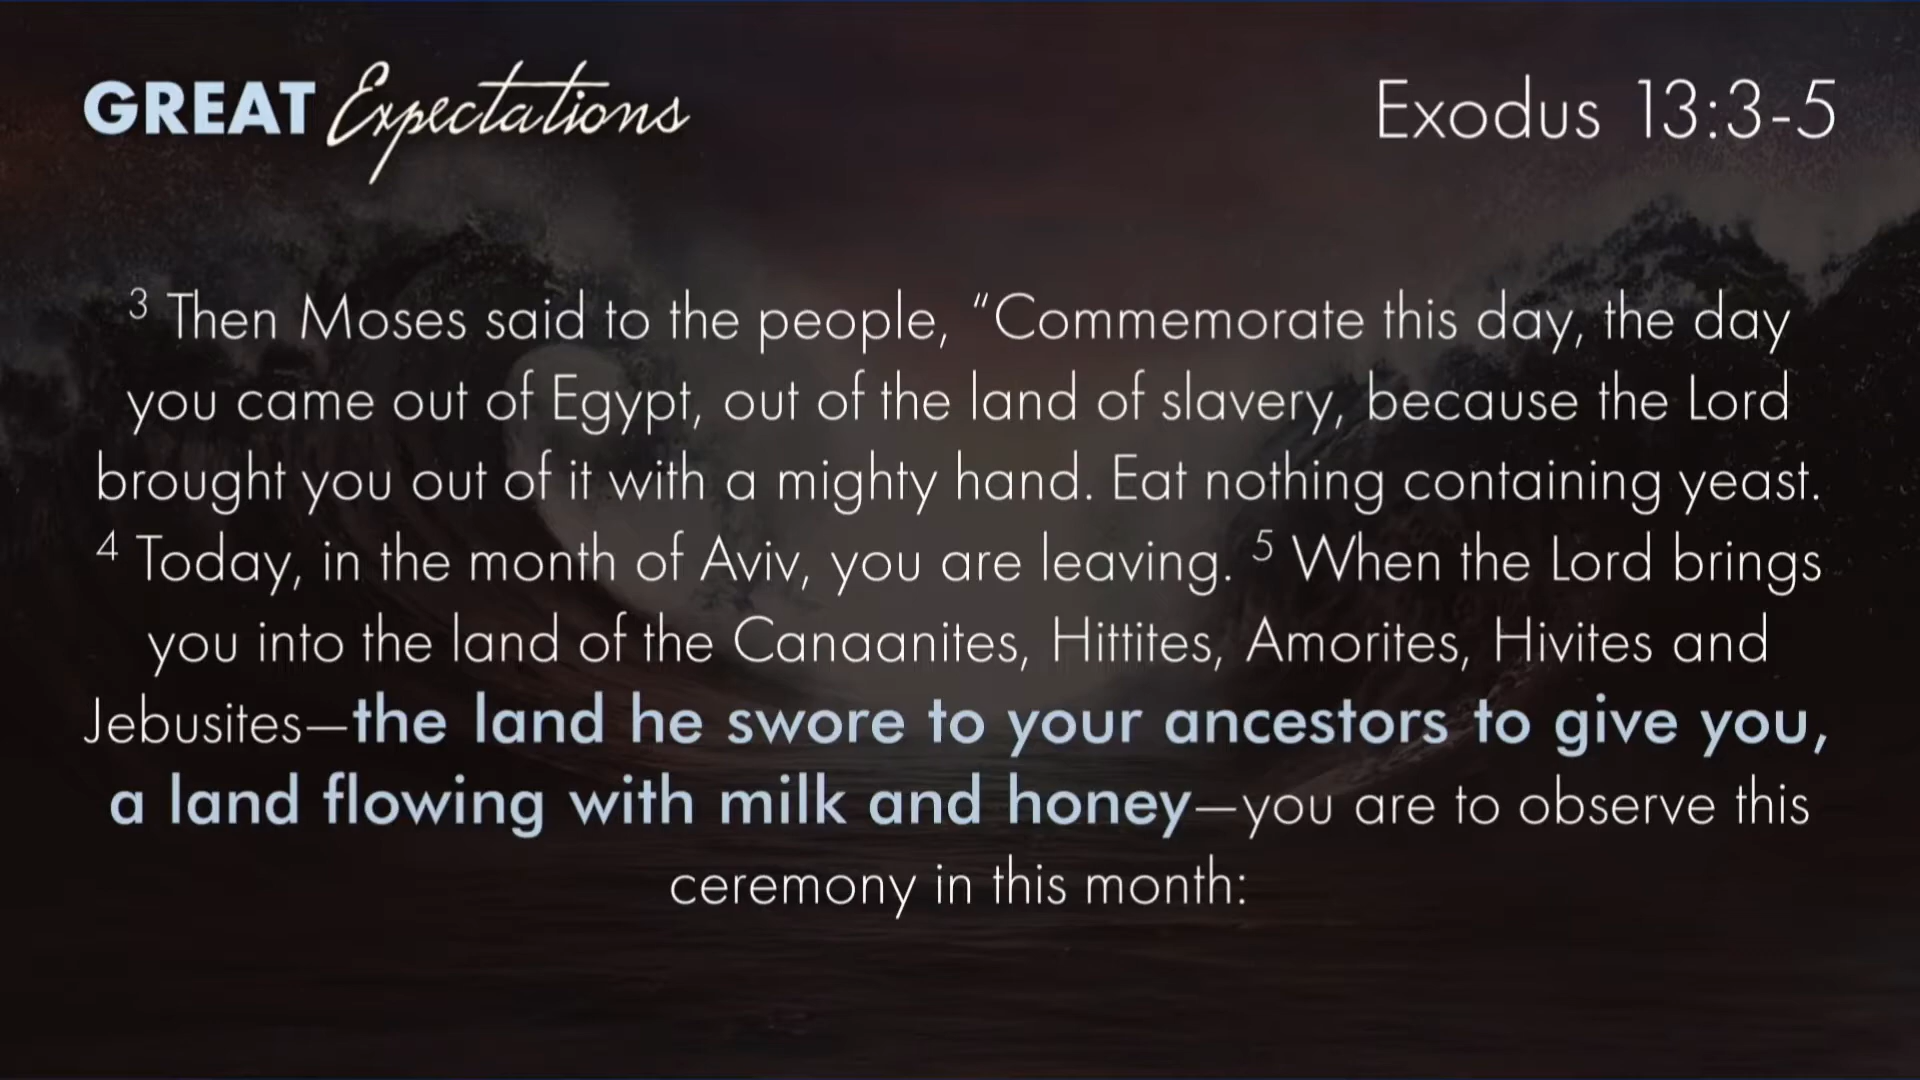 GREAT Expectations
Exodus 13:3-5
3 Then Moses said to the people, “Commemorate this day, the day
you came out of Egypt, out of the land of slavery, because the Lord
brought you out of it with a mighty hand. Eat nothing containing yeast.
4 Today, in the month of Aviv, you are leaving. 5 When the Lord brings
you into the land of the Canaanites, Hittites, Amorites, Hivites and
Jebusites—the land he swore to your ancestors to give you,
a land flowing with milk and honey—you are to observe this
ceremony in this month: